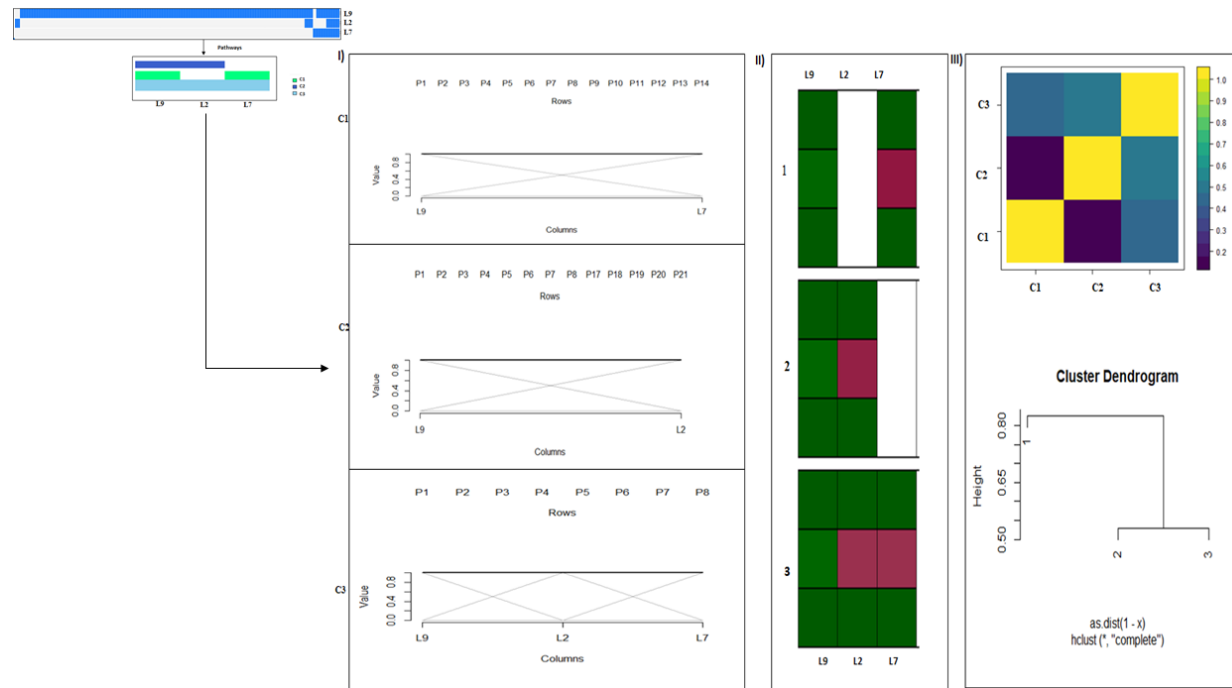 L9
L2
L7
Pathways
C1
C2
C3
L9 L2 L7
I)
P1 P2 P3 P4 P5 P6 P7 P8 P9 P10 P11 P12 P13 P14
Rows
C1
Value
0.0 0.4 0.8
L9 L7
Columns
P1 P2 P3 P4 P5 P6 P7 P8 P17 P18 P19 P20 P21
Rows
C2
Value
0.0 0.4 0.8
L9 L2
Columns
P1 P2 P3 P4 P5 P6 P7 P8
Rows
C3
Value
0.0 0.4 0.8
L9 L2 L7
Columns
II)
L9 L2 L7
1
2
3
L9 L2 L7
III)
C3
C2
C1
C1 C2 C3
1.0
0.9
0.8
0.7
0.6
0.5
0.4
0.3
0.2
Cluster Dendrogram
Height
0.50 0.65 0.80
1
2 3
as.dist(1 - x)
hclust (*, "complete")